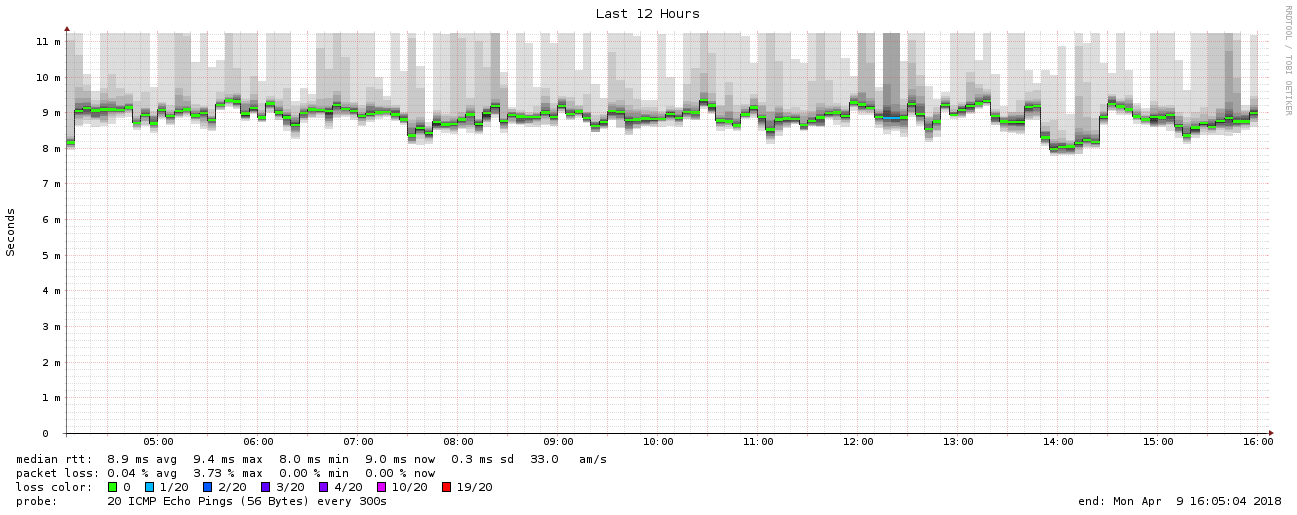 Last 12 Hours
RRDTOOL / TOBI OETIKER
Seconds
11 m
10 m
9 m
8 m
7 m
6 m
5 m
4 m
3 m
2 m
1 m
0
05:00 06:00 07:00 08:00 09:00 10:00 11:00 12:00 13:00 14:00 15:00 16:00
median rtt: 8.9 ms avg 9.4 ms max 8.0 ms min 9.0 ms now 0.3 ms sd 33.0 am/s
packet loss: 0.04 % avg 3.73 % max 0.00 % min 0.00 % now
loss color: 0 1/20 2/20 3/20 4/20 10/20 19/20
probe: 20 ICMP Echo Pings (56 Bytes) every 300s end: Mon Apr 9 16:05:04 2018